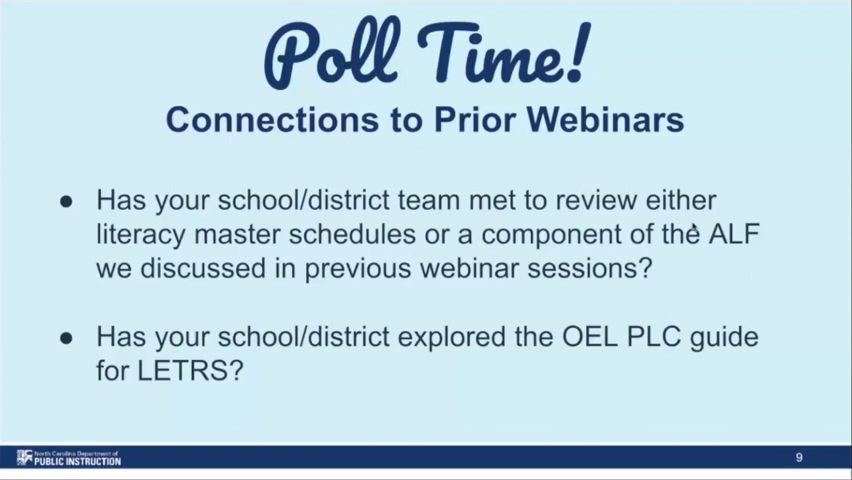 Poll Time!
Connections to Prior Webinars
● Has your school/district team met to review either
literacy master schedules or a component of the ALF
we discussed in previous webinar sessions?
● Has your school/district explored the OEL PLC guide
for LETRS?
North Carolina Department of
PUBLIC INSTRUCTION
9